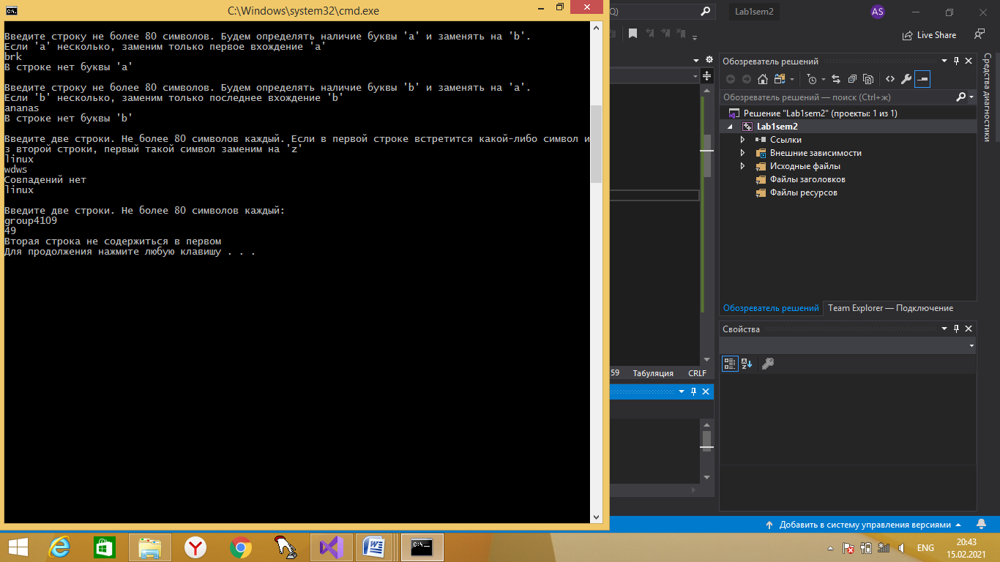 C:\Windows\system32\cmd.exe
Введите строку не более 80 символов. Будем определять наличие буквы 'a' и заменять на 'b'.
Если 'a' несколько, заменим только первое вхождение 'a'
brk
В строке нет буквы 'a'
Введите строку не более 80 символов. Будем определять наличие буквы 'b' и заменять на 'a'.
Если 'b' несколько, заменим только последнее вхождение 'b'
ananas
В строке нет буквы 'b'
Введите две строки. Не более 80 символов каждый. Если в первой строке встретится какой-либо символ и
з второй строки, первый такой символ заменим на 'z'
linux
wdws
Совпадений нет
linux
Введите две строки. Не более 80 символов каждый:
group4109
49
Вторая строка не содержиться в первом
Для продолжения нажмите любую клавишу . . .
Q)
Lab1sem2
AS
Live Share
Обозреватель решений
Обозреватель решений — поиск (Ctrl+ж)
Решение "Lab1sem2" (проекты: 1 из 1)
Lab1sem2
Ссылки
Внешние зависимости
Исходные файлы
Файлы заголовков
Файлы ресурсов
Средства диагностики
Обозреватель решений
Team Explorer — Подключение
Свойства
59
Табуляция
CRLF
Добавить в систему управления версиями
ENG
20:43
15.02.2021